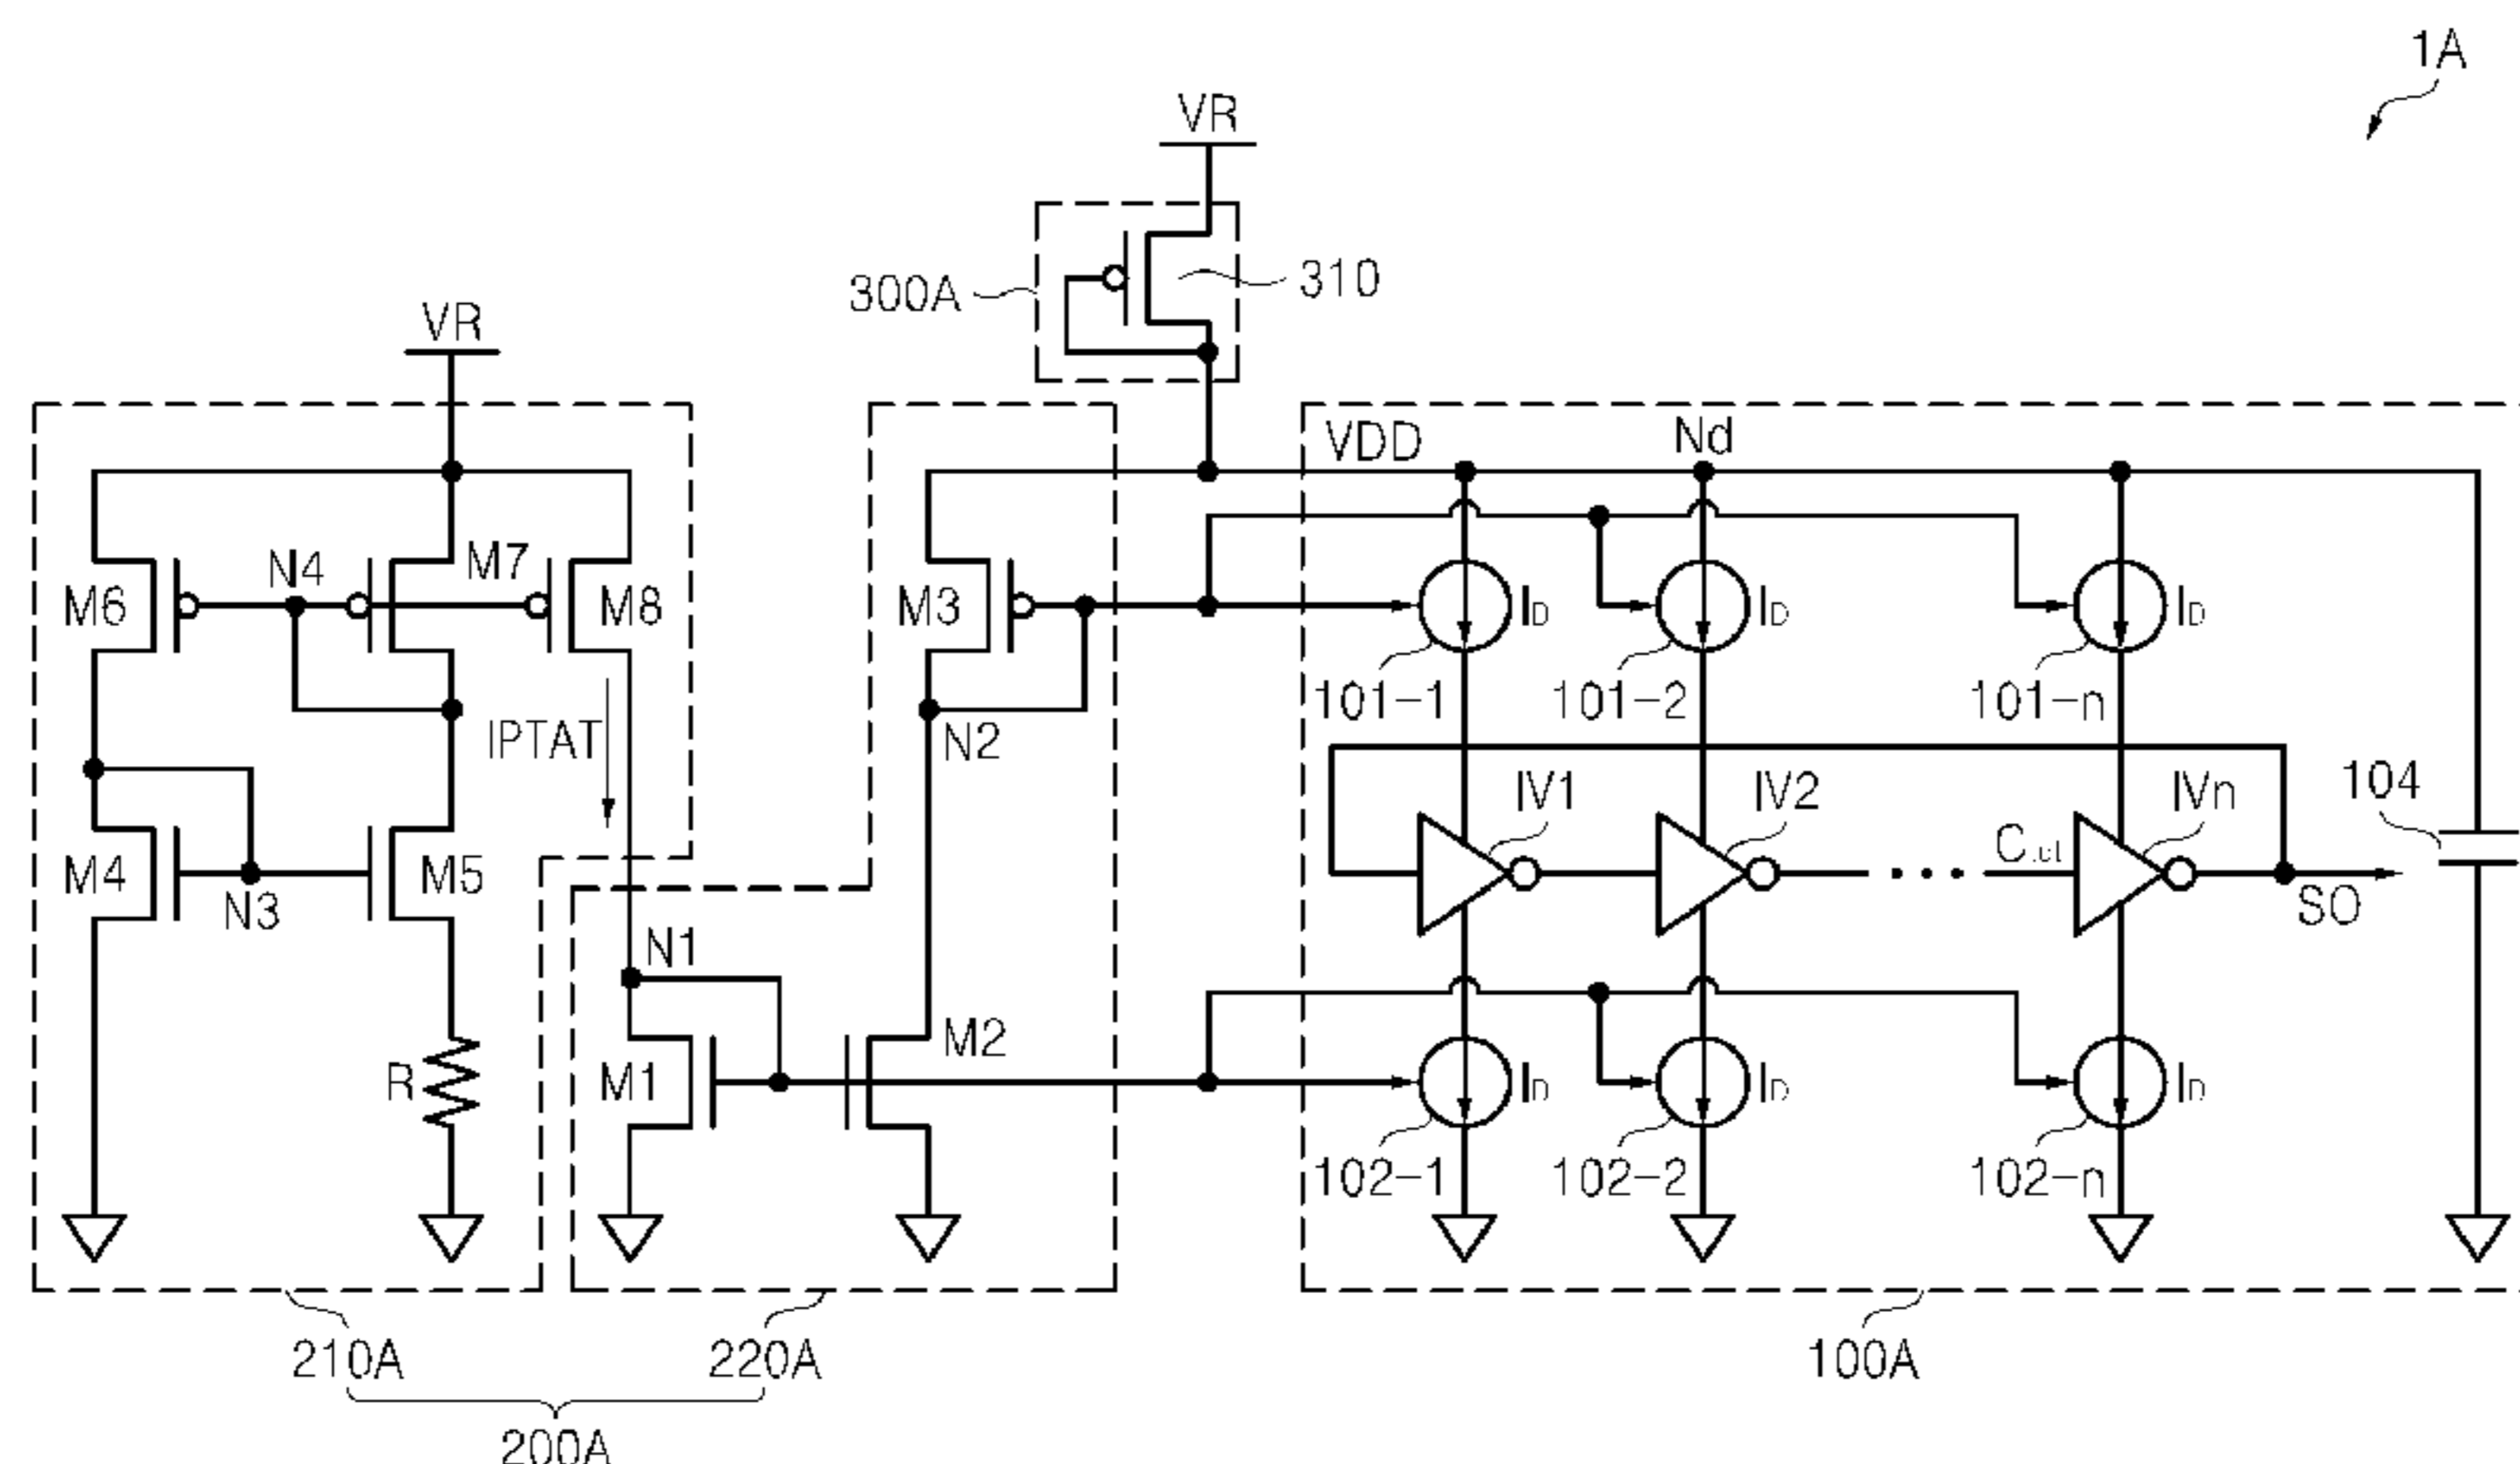 1A
VR
300A
310
VR
VDD
Nd
M6
N4
M7
M8
M3
ID
ID
ID
101-1
101-2
101-n
IPTAT
N2
IV1
IV2
IVn
104
M4
N3
M5
SO
N1
M1
M2
R
ID
ID
ID
102-1
102-2
102-n
210A
220A
100A
200A